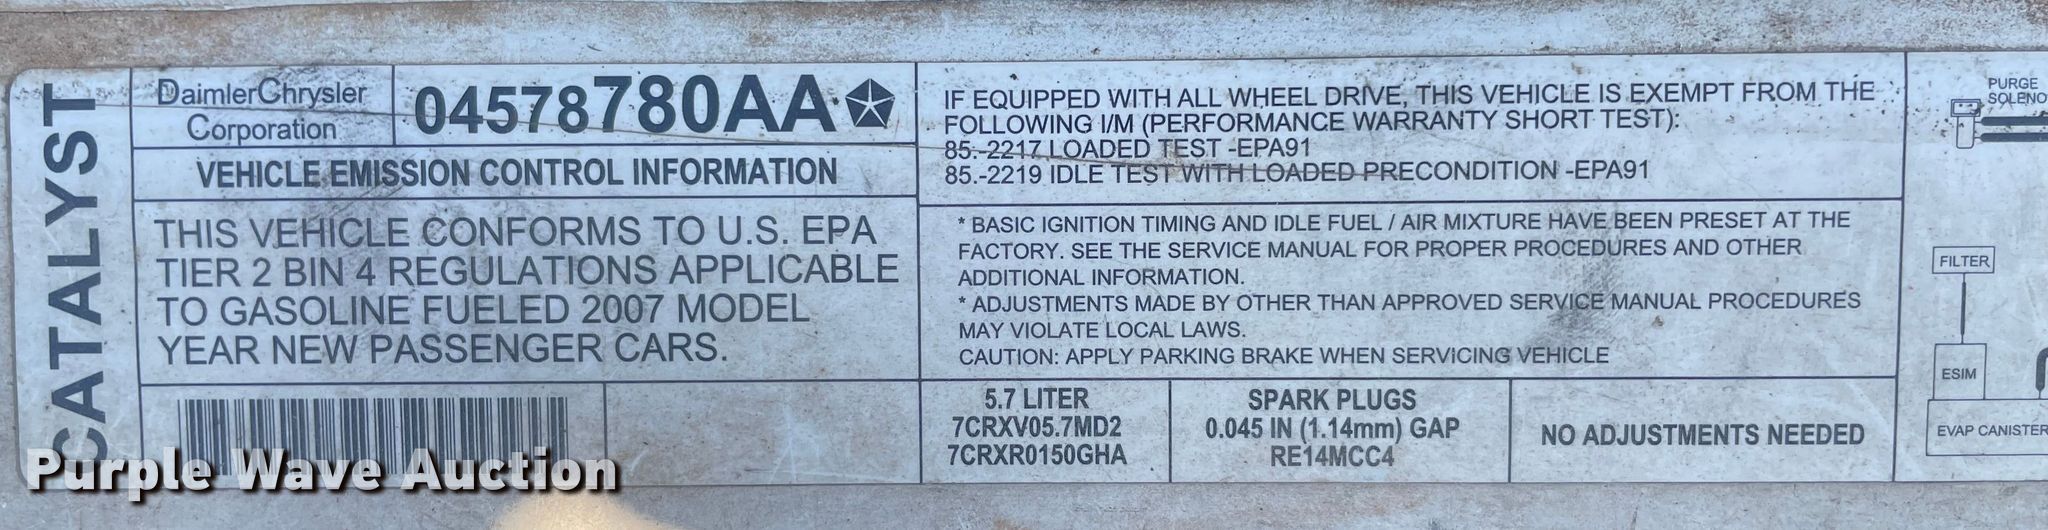 CATALYST
DaimlerChrysler
Corporation
04578780AA
VEHICLE EMISSION CONTROL INFORMATION
THIS VEHICLE CONFORMS TO U.S. EPA
TIER 2 BIN 4 REGULATIONS APPLICABLE
TO GASOLINE FUELED 2007 MODEL
YEAR NEW PASSENGER CARS.
IF EQUIPPED WITH ALL WHEEL DRIVE, THIS VEHICLE IS EXEMPT FROM THE
FOLLOWING I/M (PERFORMANCE WARRANTY SHORT TEST):
85.-2217 LOADED TEST -EPA91
85.-2219 IDLE TEST WITH LOADED PRECONDITION -EPA91
* BASIC IGNITION TIMING AND IDLE FUEL / AIR MIXTURE HAVE BEEN PRESET AT THE
FACTORY. SEE THE SERVICE MANUAL FOR PROPER PROCEDURES AND OTHER
ADDITIONAL INFORMATION.
* ADJUSTMENTS MADE BY OTHER THAN APPROVED SERVICE MANUAL PROCEDURES
MAY VIOLATE LOCAL LAWS.
CAUTION: APPLY PARKING BRAKE WHEN SERVICING VEHICLE
5.7 LITER
7CRXV05.7MD2
7CRXR0150GHA
SPARK PLUGS
0.045 IN (1.14mm) GAP
RE14MCC4
NO ADJUSTMENTS NEEDED
PURGE
SOLENO
FILTER
ESIM
EVAP CANISTER
Purple Wave Auction